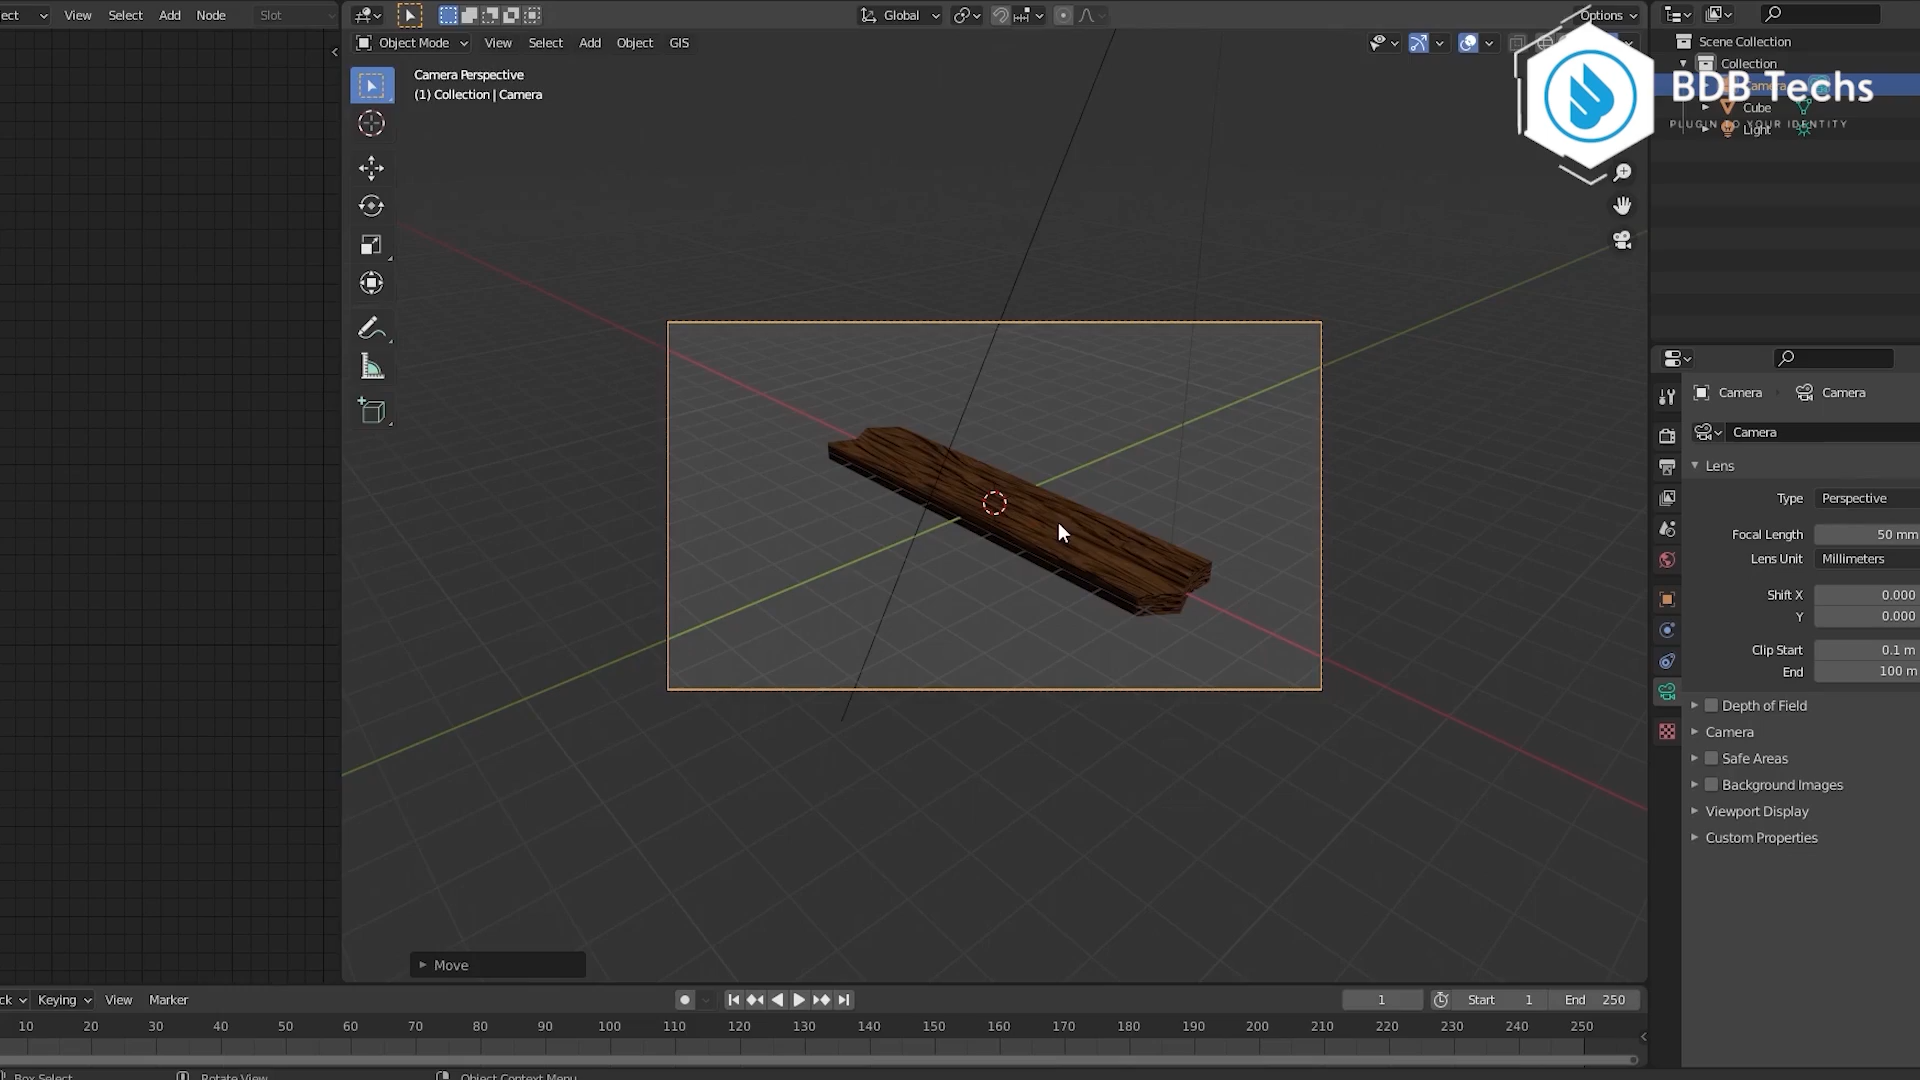 ect View Select Add Node Slot
Global Options
Object Mode View Select Add Object GIS
Camera Perspective
(1) Collection | Camera
Scene Collection
Collection
Camera
Cube
Light
BDB Techs
PLUGIN TO YOUR IDENTITY
Camera Camera
Camera
Lens
Type Perspective
Focal Length 50 mm
Lens Unit Millimeters
Shift X 0.000
Y 0.000
Clip Start 0.1 m
End 100 m
Depth of Field
Camera
Safe Areas
Background Images
Viewport Display
Custom Properties
Move
ck Keying View Marker
1 Start 1 End 250
10 20 30 40 50 60 70 80 90 100 110 120 130 140 150 160 170 180 190 200 210 220 230 240 250
Box Select Rotate View Object Context Menu